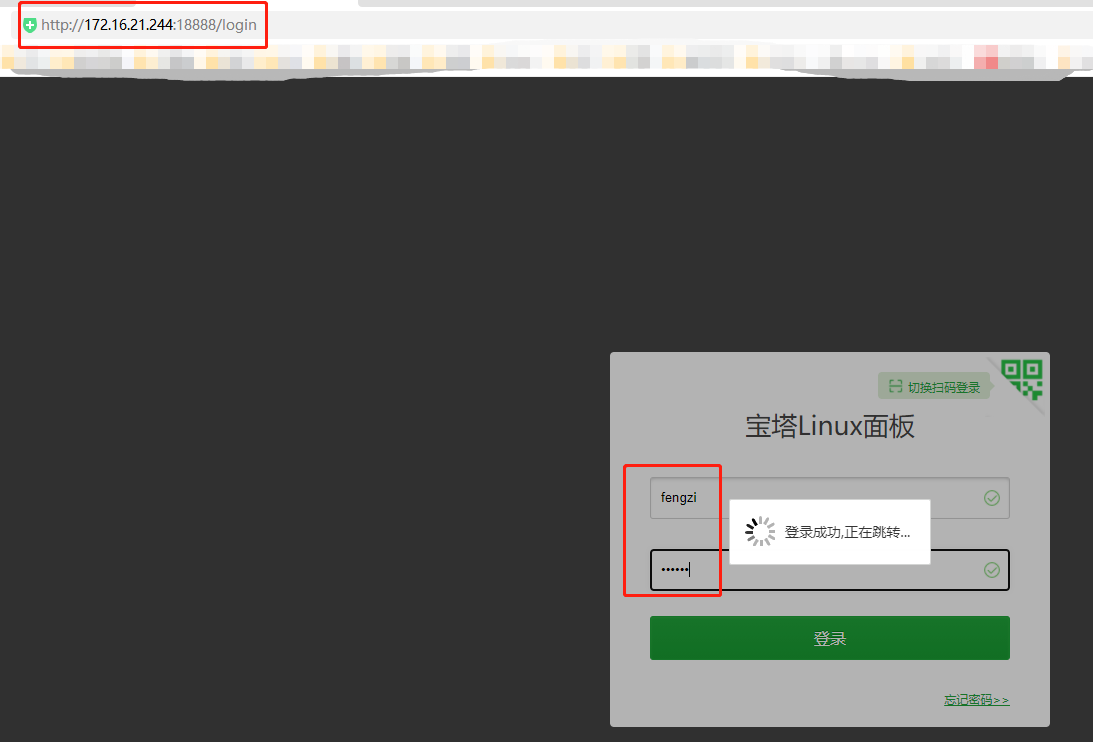 http://172.16.21.244:18888/login
切换扫码登录
宝塔Linux面板
fengzi
登录成功,正在跳转...
••••••
登录
忘记密码>>